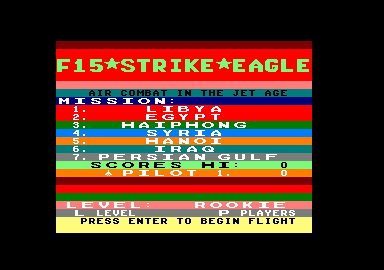 F15★STRIKE★EAGLE
AIR COMBAT IN THE JET AGE
MISSION:
1. LIBYA
2. EGYPT
3. HAIPHONG
4. SYRIA
5. HANOI
6. IRAQ
7. PERSIAN GULF
SCORES HI: 0
PILOT 1. 0
LEVEL: ROOKIE
L LEVEL P PLAYERS
PRESS ENTER TO BEGIN FLIGHT